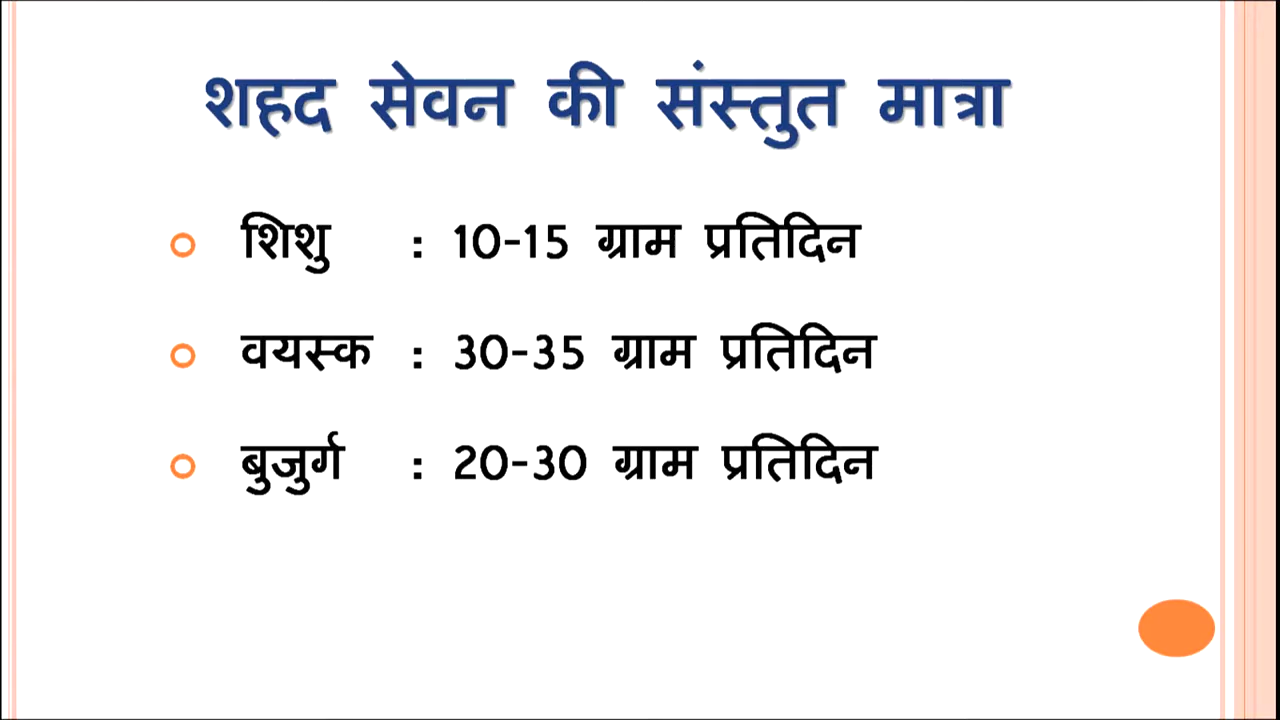 शहद सेवन की संस्तुत मात्रा
शिशु : 10-15 ग्राम प्रतिदिन
वयस्क : 30-35 ग्राम प्रतिदिन
बुजुर्ग : 20-30 ग्राम प्रतिदिन